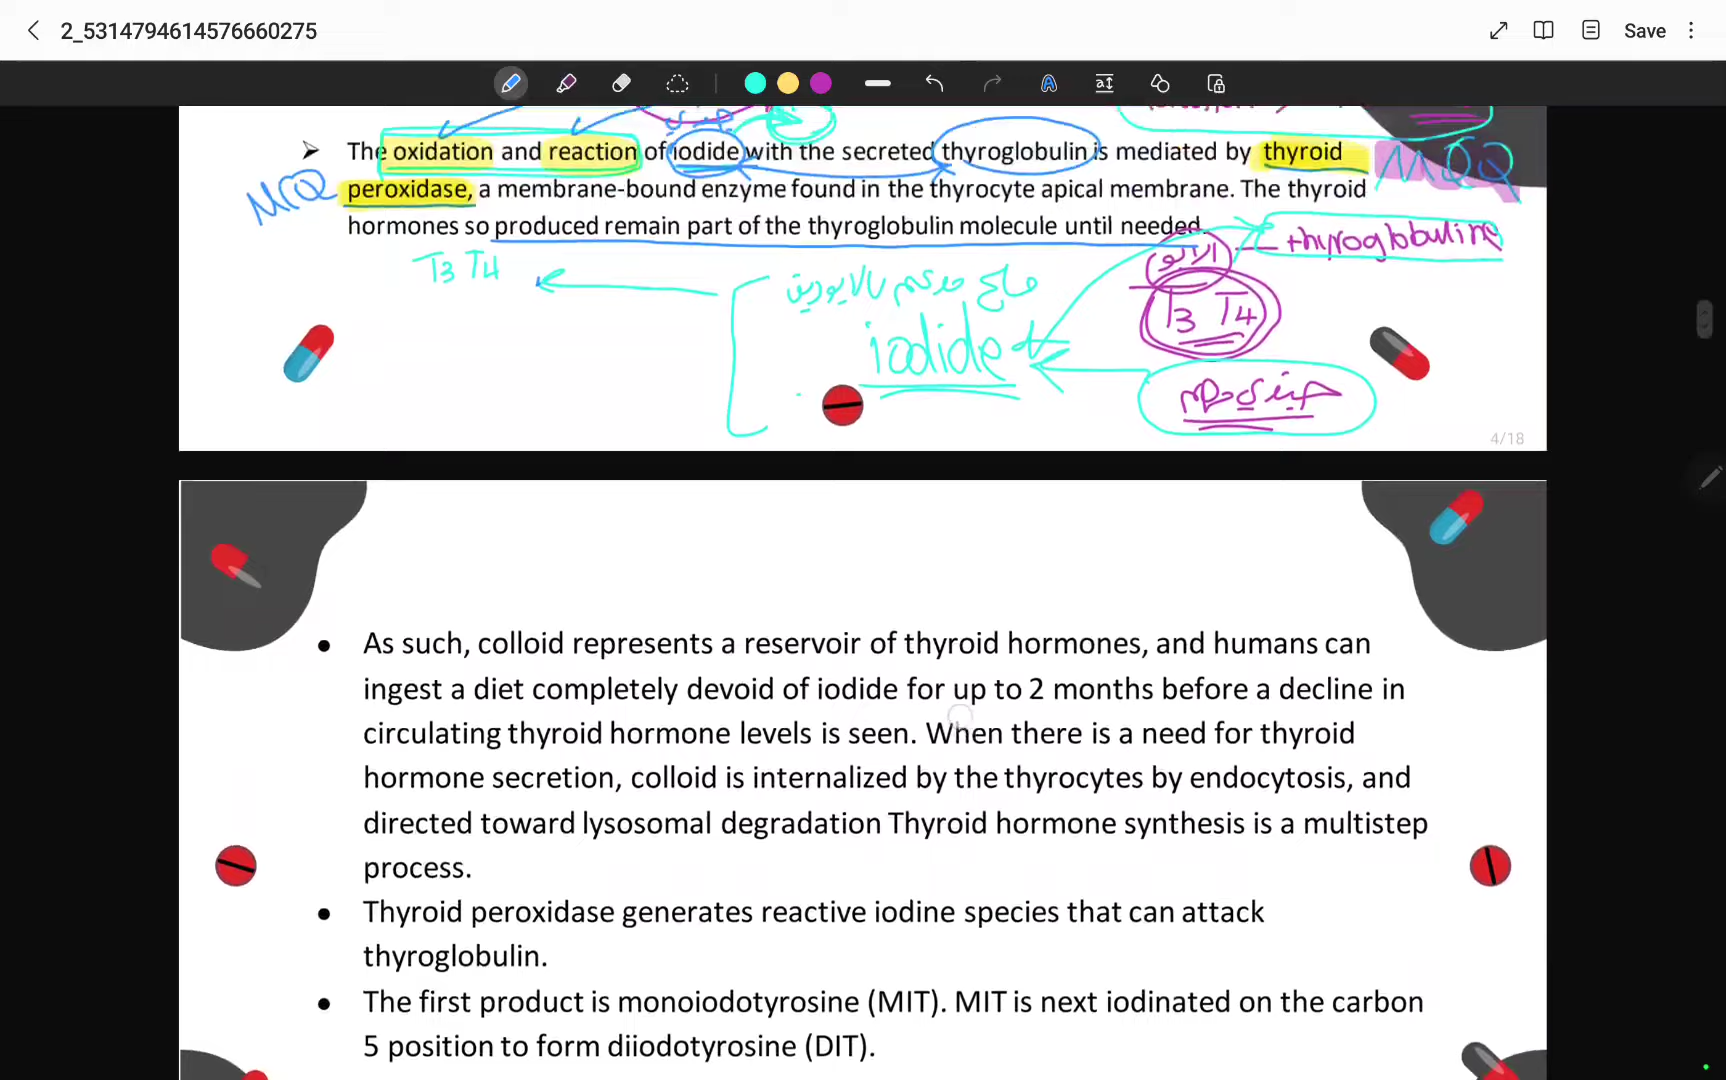 2_5314794614576660275
Save
The oxidation and reaction of iodide with the secreted thyroglobulin is mediated by thyroid
MCQ
MCQ peroxidase, a membrane-bound enzyme found in the thyrocyte apical membrane. The thyroid
hormones so produced remain part of the thyroglobulin molecule until needed.
thyroglobuline
T3 T4
بالايودين
iodide
T3 T4
4/18
As such, colloid represents a reservoir of thyroid hormones, and humans can
ingest a diet completely devoid of iodide for up to 2 months before a decline in
circulating thyroid hormone levels is seen. When there is a need for thyroid
hormone secretion, colloid is internalized by the thyrocytes by endocytosis, and
directed toward lysosomal degradation Thyroid hormone synthesis is a multistep
process.
Thyroid peroxidase generates reactive iodine species that can attack
thyroglobulin.
The first product is monoiodotyrosine (MIT). MIT is next iodinated on the carbon
5 position to form diiodotyrosine (DIT).